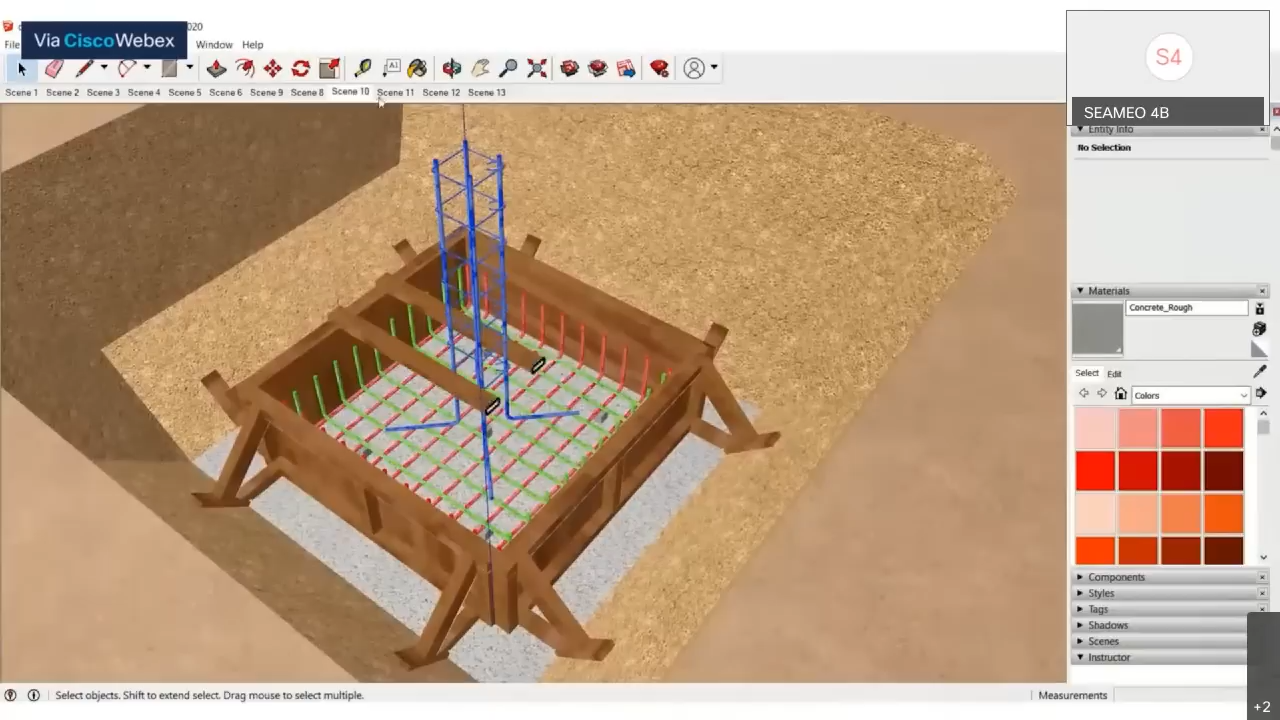 2020
Via CiscoWebex
File
Window Help
S4
SEAMEO 4B
Scene 1 Scene 2 Scene 3 Scene 4 Scene 5 Scene 6 Scene 9 Scene 8 Scene 10 Scene 11 Scene 12 Scene 13
Entity Info
No Selection
Materials
Concrete_Rough
Select Edit
Colors
Components
Styles
Tags
Shadows
Scenes
Instructor
Select objects. Shift to extend select. Drag mouse to select multiple.
Measurements
+2